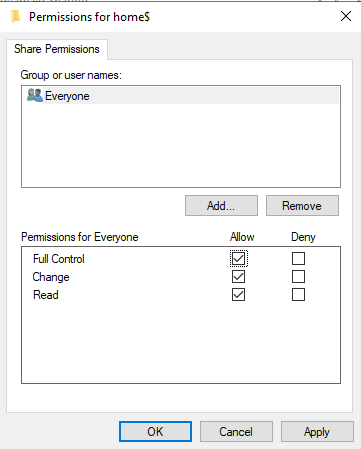 Permissions for home$
Share Permissions
Group or user names:
Everyone
Add...
Remove
Permissions for Everyone Allow Deny
Full Control
Change
Read
OK
Cancel
Apply